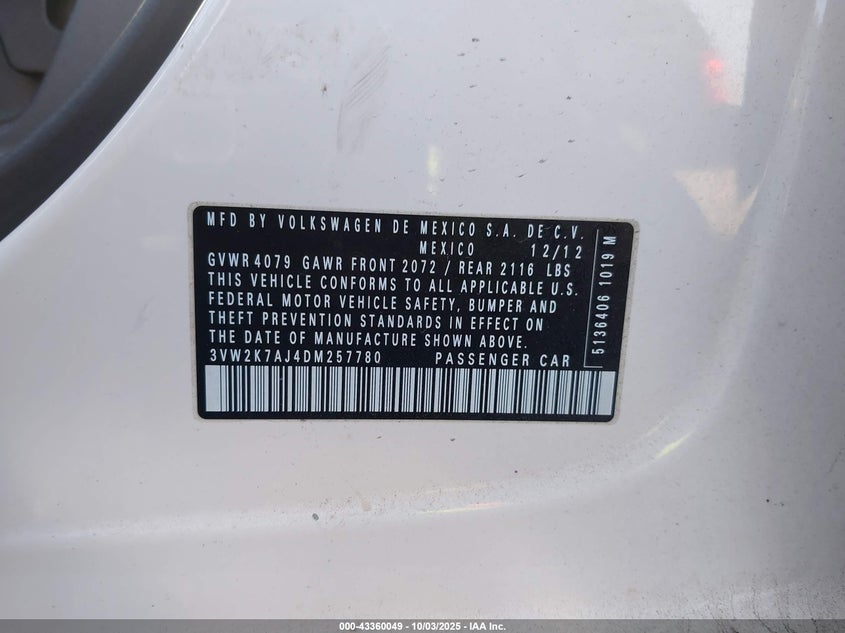 MFD BY VOLKSWAGEN DE MEXICO S.A. DE C.V.
MEXICO 12/12
GVWR 4079 GAWR FRONT 2072 / REAR 2116 LBS
THIS VEHICLE CONFORMS TO ALL APPLICABLE U.S.
FEDERAL MOTOR VEHICLE SAFETY, BUMPER AND
THEFT PREVENTION STANDARDS IN EFFECT ON
THE DATE OF MANUFACTURE SHOWN ABOVE.
3VW2K7AJ4DM257780 PASSENGER CAR
5136406 1019 M
000-43360049 - 10/03/2025 - IAA Inc.